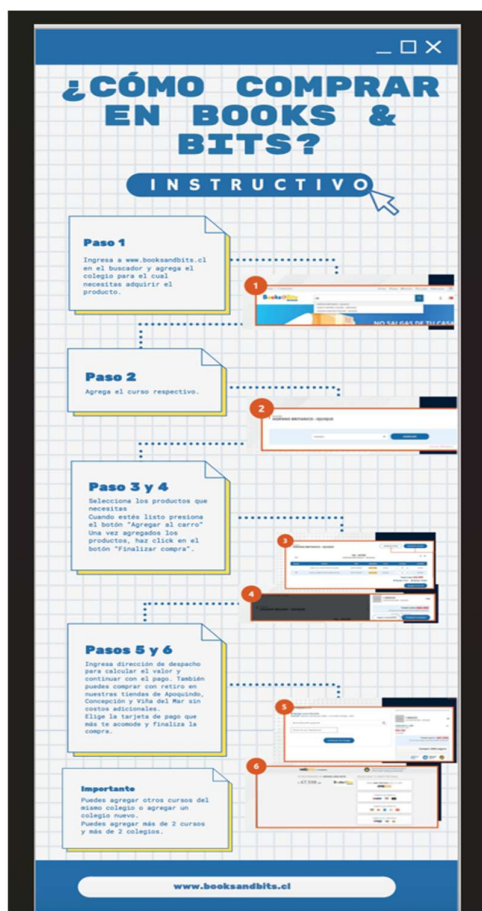 ¿CÓMO COMPRAR
EN BOOKS &
BITS?
INSTRUCTIVO
Paso 1
Ingresa a www.booksandbits.cl
en el buscador y agrega el
colegio para el cual
necesitas adquirir el
producto.
1
NO SALGAS DE TU CASA
Paso 2
Agrega el curso respectivo.
2
Paso 3 y 4
Selecciona los productos que
necesitas
Cuando estés listo presiona
el botón "Agregar al carro"
Una vez agregados los
productos, haz click en el
botón "Finalizar compra".
3
4
Pasos 5 y 6
Ingresa dirección de despacho
para calcular el valor y
continuar con el pago. También
puedes comprar con retiro en
nuestras tiendas de Apoquindo,
Concepción y Viña del Mar sin
costos adicionales.
Elige la tarjeta de pago que
más te acomode y finaliza la
compra.
5
6
Importante
Puedes agregar otros cursos del
mismo colegio o agregar un
colegio nuevo.
Puedes agregar más de 2 cursos
y más de 2 colegios.
www.booksandbits.cl